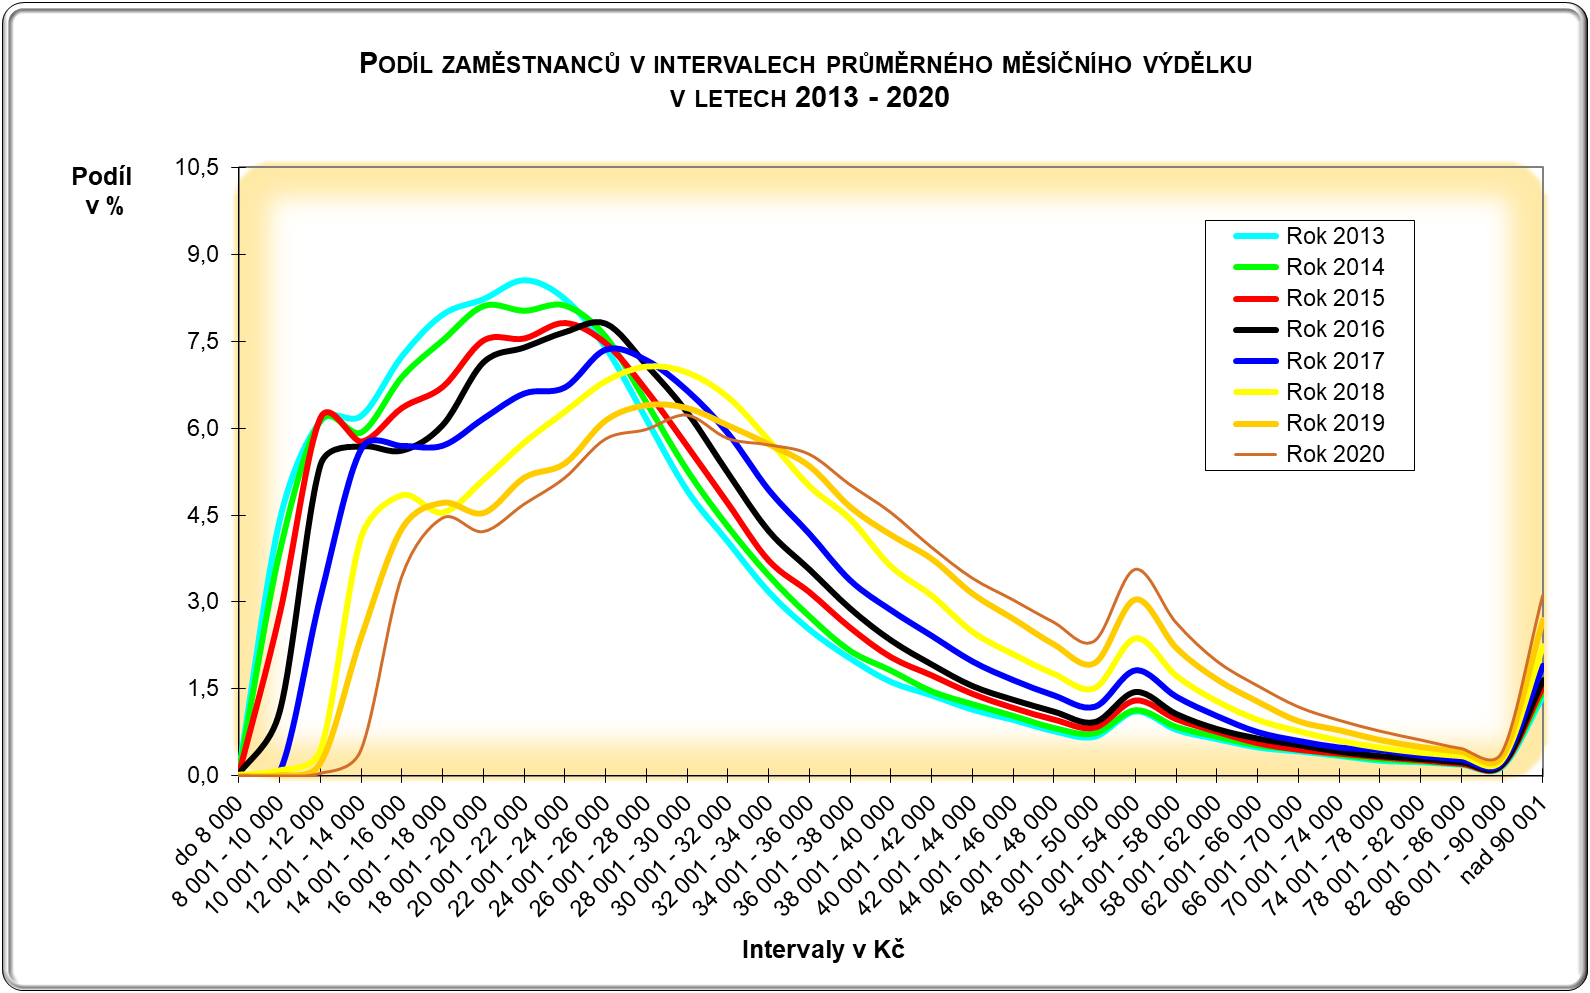 PODÍL ZAMĚSTNANCŮ V INTERVALECH PRŮMĚRNÉHO MĚSÍČNÍHO VÝDĚLKU
V LETECH 2013 - 2020
Podíl
v %
10,5
9,0
7,5
6,0
4,5
3,0
1,5
0,0
Rok 2013
Rok 2014
Rok 2015
Rok 2016
Rok 2017
Rok 2018
Rok 2019
Rok 2020
do 8 000
8 001 - 10 000
10 001 - 12 000
12 001 - 14 000
14 001 - 16 000
16 001 - 18 000
18 001 - 20 000
20 001 - 22 000
22 001 - 24 000
24 001 - 26 000
26 001 - 28 000
28 001 - 30 000
30 001 - 32 000
32 001 - 34 000
34 001 - 36 000
36 001 - 38 000
38 001 - 40 000
40 001 - 42 000
42 001 - 44 000
44 001 - 46 000
46 001 - 48 000
48 001 - 50 000
50 001 - 54 000
54 001 - 58 000
58 001 - 62 000
62 001 - 66 000
66 001 - 70 000
70 001 - 74 000
74 001 - 78 000
78 001 - 82 000
82 001 - 86 000
86 001 - 90 000
nad 90 001
Intervaly v Kč